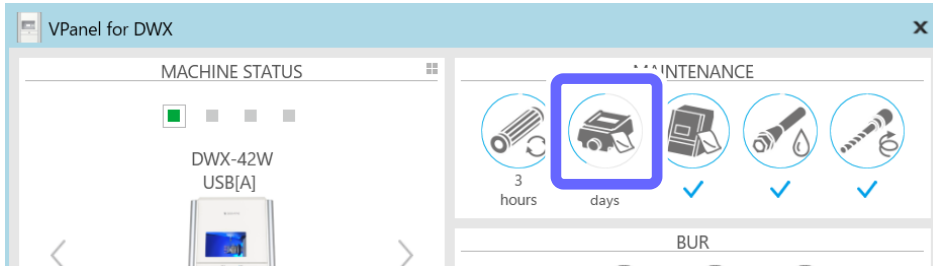 VPanel for DWX
MACHINE STATUS
DWX-42W
USB[A]
MAINTENANCE
3
hours
days
BUR